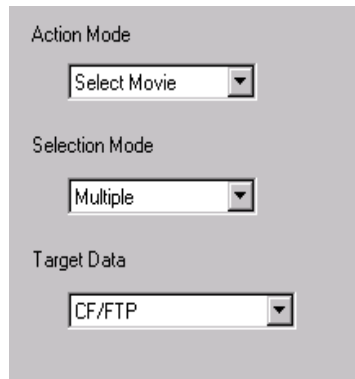 Action Mode
Select Movie
Selection Mode
Multiple
Target Data
CF/FTP